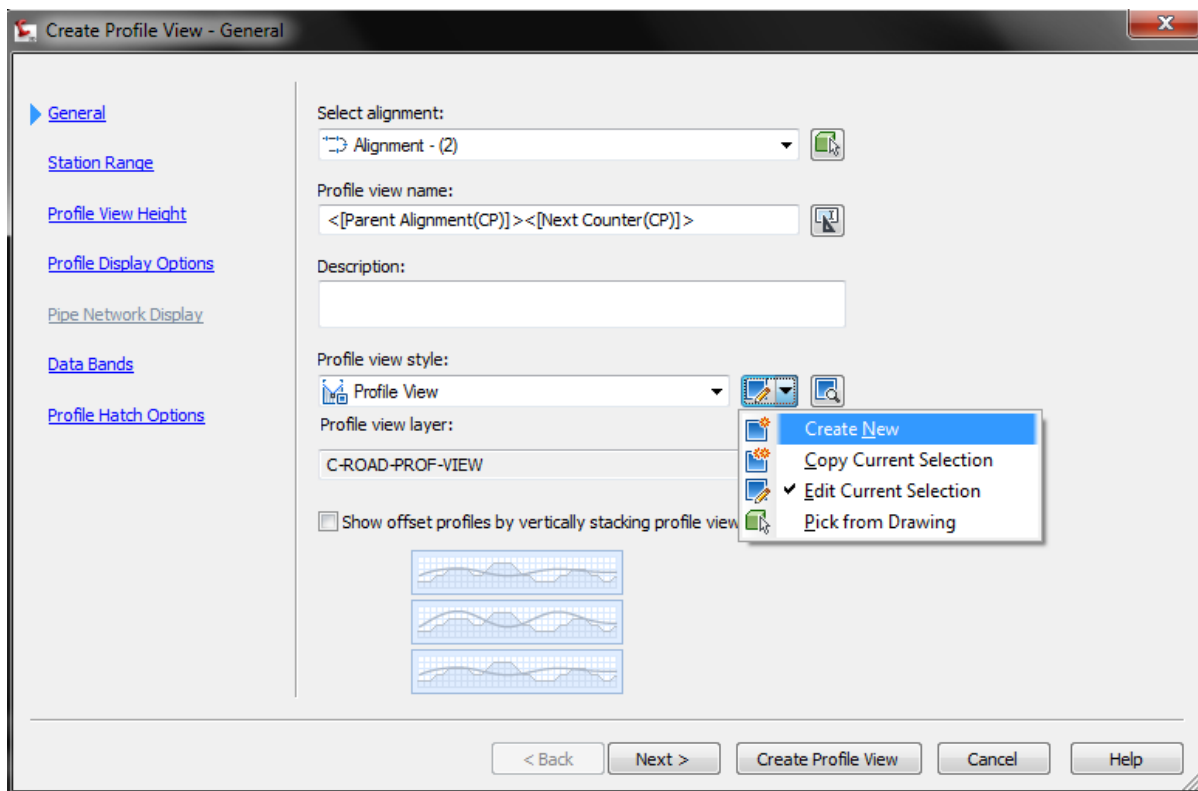 Create Profile View - General
General
Station Range
Profile View Height
Profile Display Options
Pipe Network Display
Data Bands
Profile Hatch Options
Select alignment:
Alignment - (2)
Profile view name:
<[Parent Alignment(CP)]><[Next Counter(CP)]>
Description:
Profile view style:
Profile View
Profile view layer:
C-ROAD-PROF-VIEW
Create New
Copy Current Selection
Edit Current Selection
Pick from Drawing
Show offset profiles by vertically stacking profile view
< Back
Next >
Create Profile View
Cancel
Help